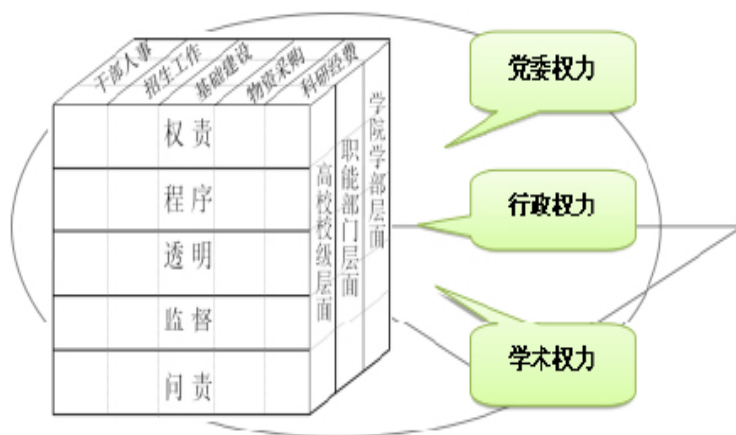 干部人事
招生工作
基础建设
物资采购
科研经费
权责
程序
透明
监督
问责
高校校级层面
职能部门层面
学院学部层面
党委权力
行政权力
学术权力